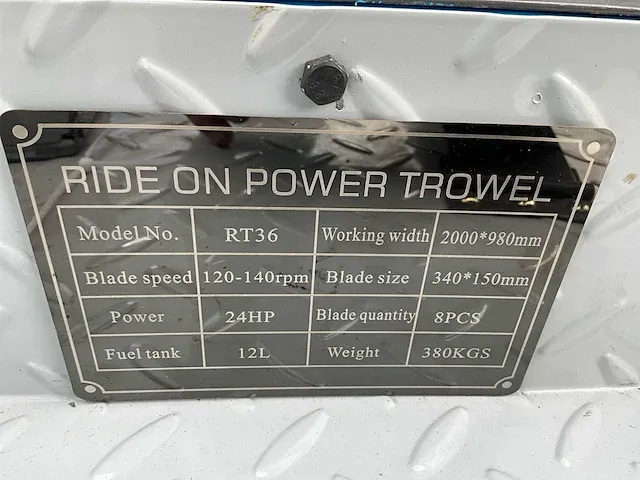 RIDE ON POWER TROWEL
Model No. RT36 Working width 2000*980mm
Blade speed 120-140rpm Blade size 340*150mm
Power 24HP Blade quantity 8PCS
Fuel tank 12L Weight 380KGS